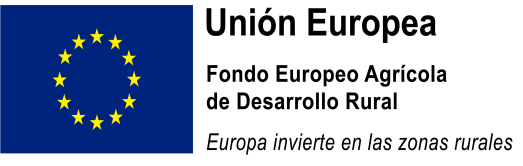 Unión Europea
Fondo Europeo Agrícola
de Desarrollo Rural
Europa invierte en las zonas rurales